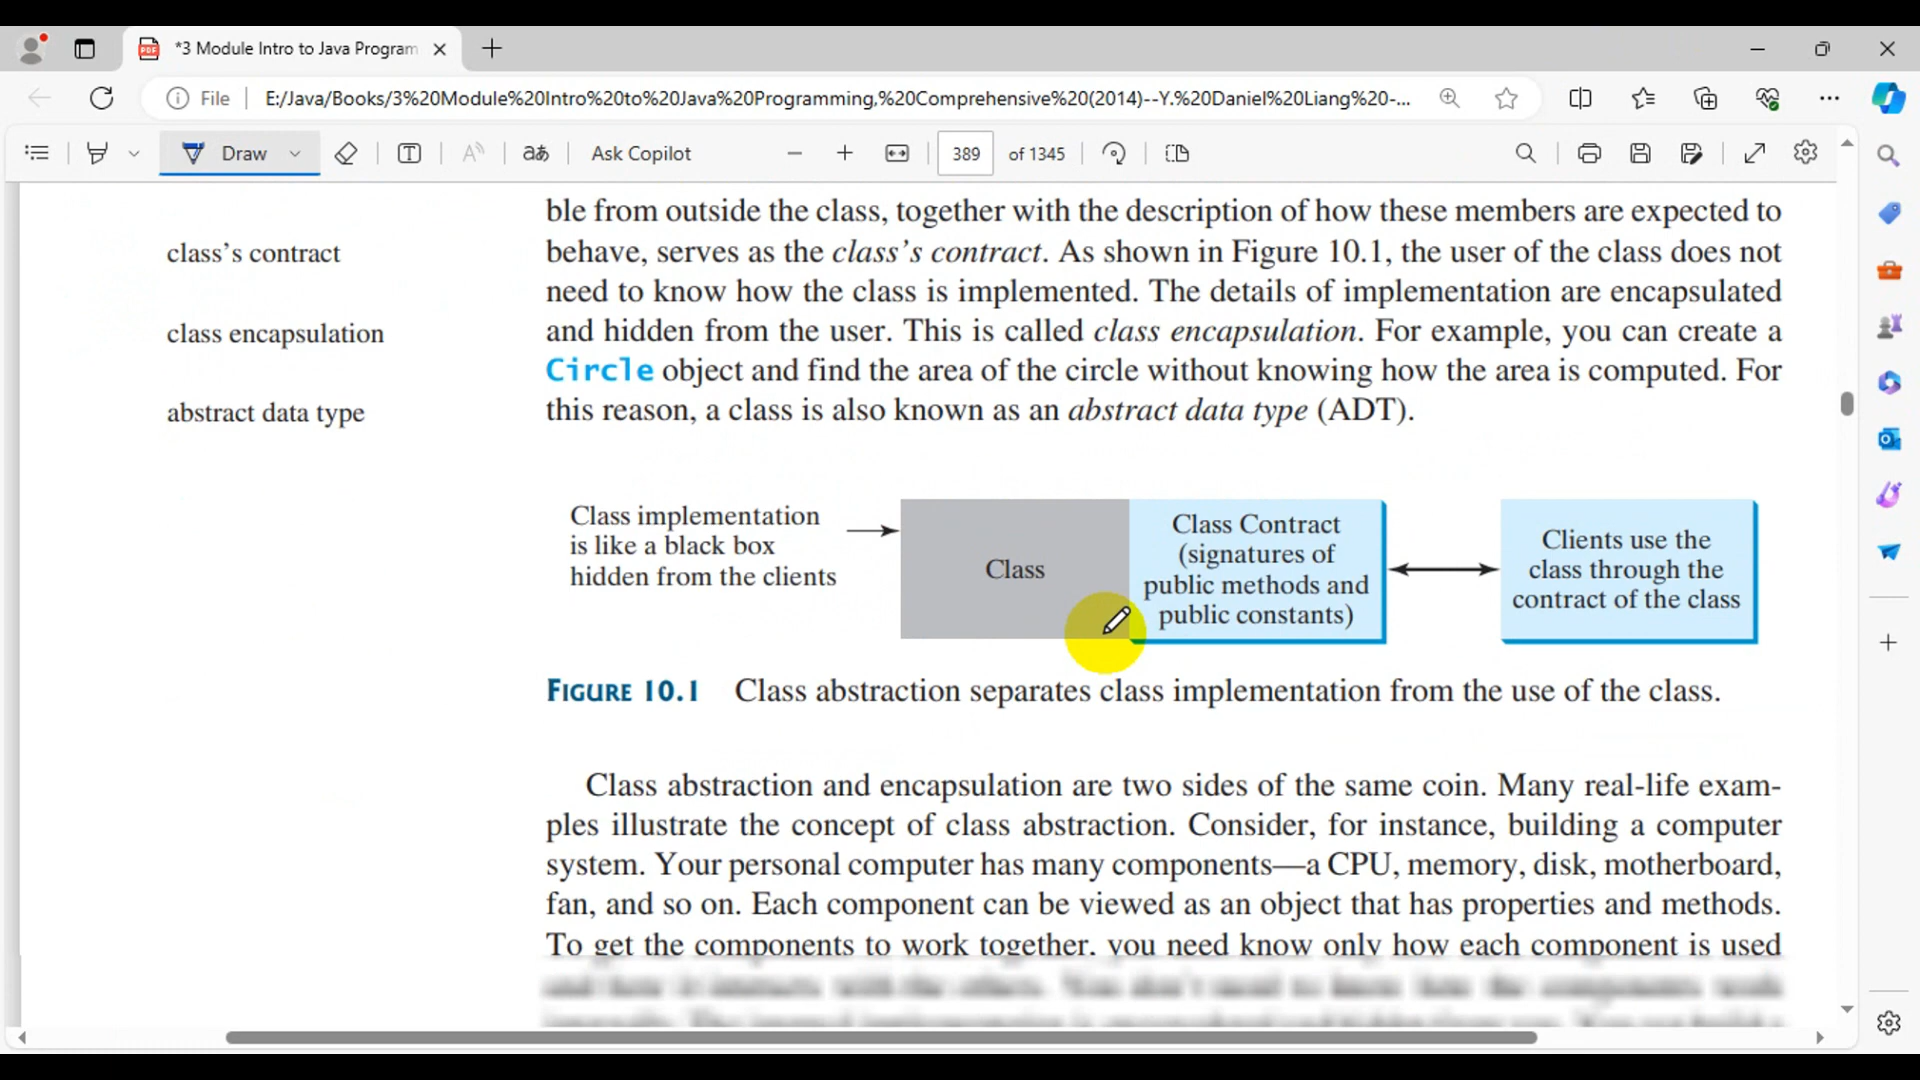 *3 Module Intro to Java Program
File
E:/Java/Books/3%20Module%20Intro%20to%20Java%20Programming,%20Comprehensive%20(2014)--Y.%20Daniel%20Liang%20-...
Draw
aあ
Ask Copilot
389 of 1345
ble from outside the class, together with the description of how these members are expected to
class's contract
behave, serves as the class's contract. As shown in Figure 10.1, the user of the class does not
need to know how the class is implemented. The details of implementation are encapsulated
class encapsulation
and hidden from the user. This is called class encapsulation. For example, you can create a
Circle object and find the area of the circle without knowing how the area is computed. For
abstract data type
this reason, a class is also known as an abstract data type (ADT).
Class implementation
is like a black box
hidden from the clients
Class
Class Contract
(signatures of
public methods and
public constants)
Clients use the
class through the
contract of the class
FIGURE 10.1 Class abstraction separates class implementation from the use of the class.
Class abstraction and encapsulation are two sides of the same coin. Many real-life exam-
ples illustrate the concept of class abstraction. Consider, for instance, building a computer
system. Your personal computer has many components—a CPU, memory, disk, motherboard,
fan, and so on. Each component can be viewed as an object that has properties and methods.
To get the components to work together, you need know only how each component is used